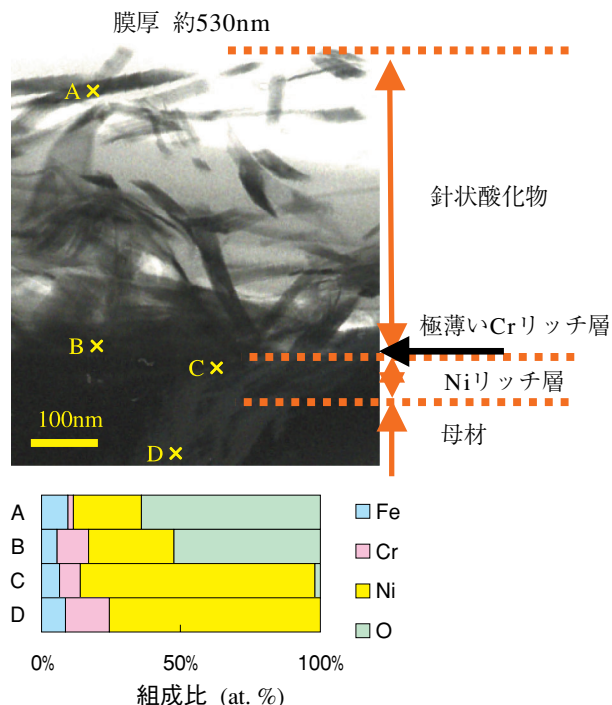 膜厚 約530nm
A
針状酸化物
極薄いCrリッチ層
B
C
Niリッチ層
100nm
母材
D
A
B
C
D
Fe
Cr
Ni
O
0% 50% 100%
組成比 (at. %)